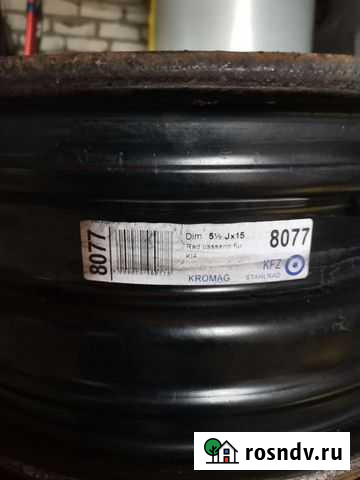 8077
Dim 5½ Jx15
Rad passend für
KIA
KROMAG
8077
KFZ
STAHLRAD
rosndv.ru